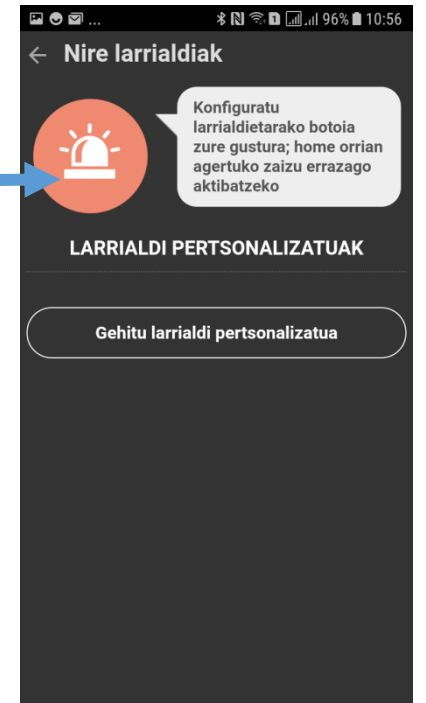 ... 96% 10:56
Nire larrialdiak
Konfiguratu
larrialdietarako botoia
zure gustura; home orrian
agertuko zaizu errazago
aktibatzeko
LARRIALDI PERTSONALIZATUAK
Gehitu larrialdi pertsonalizatua